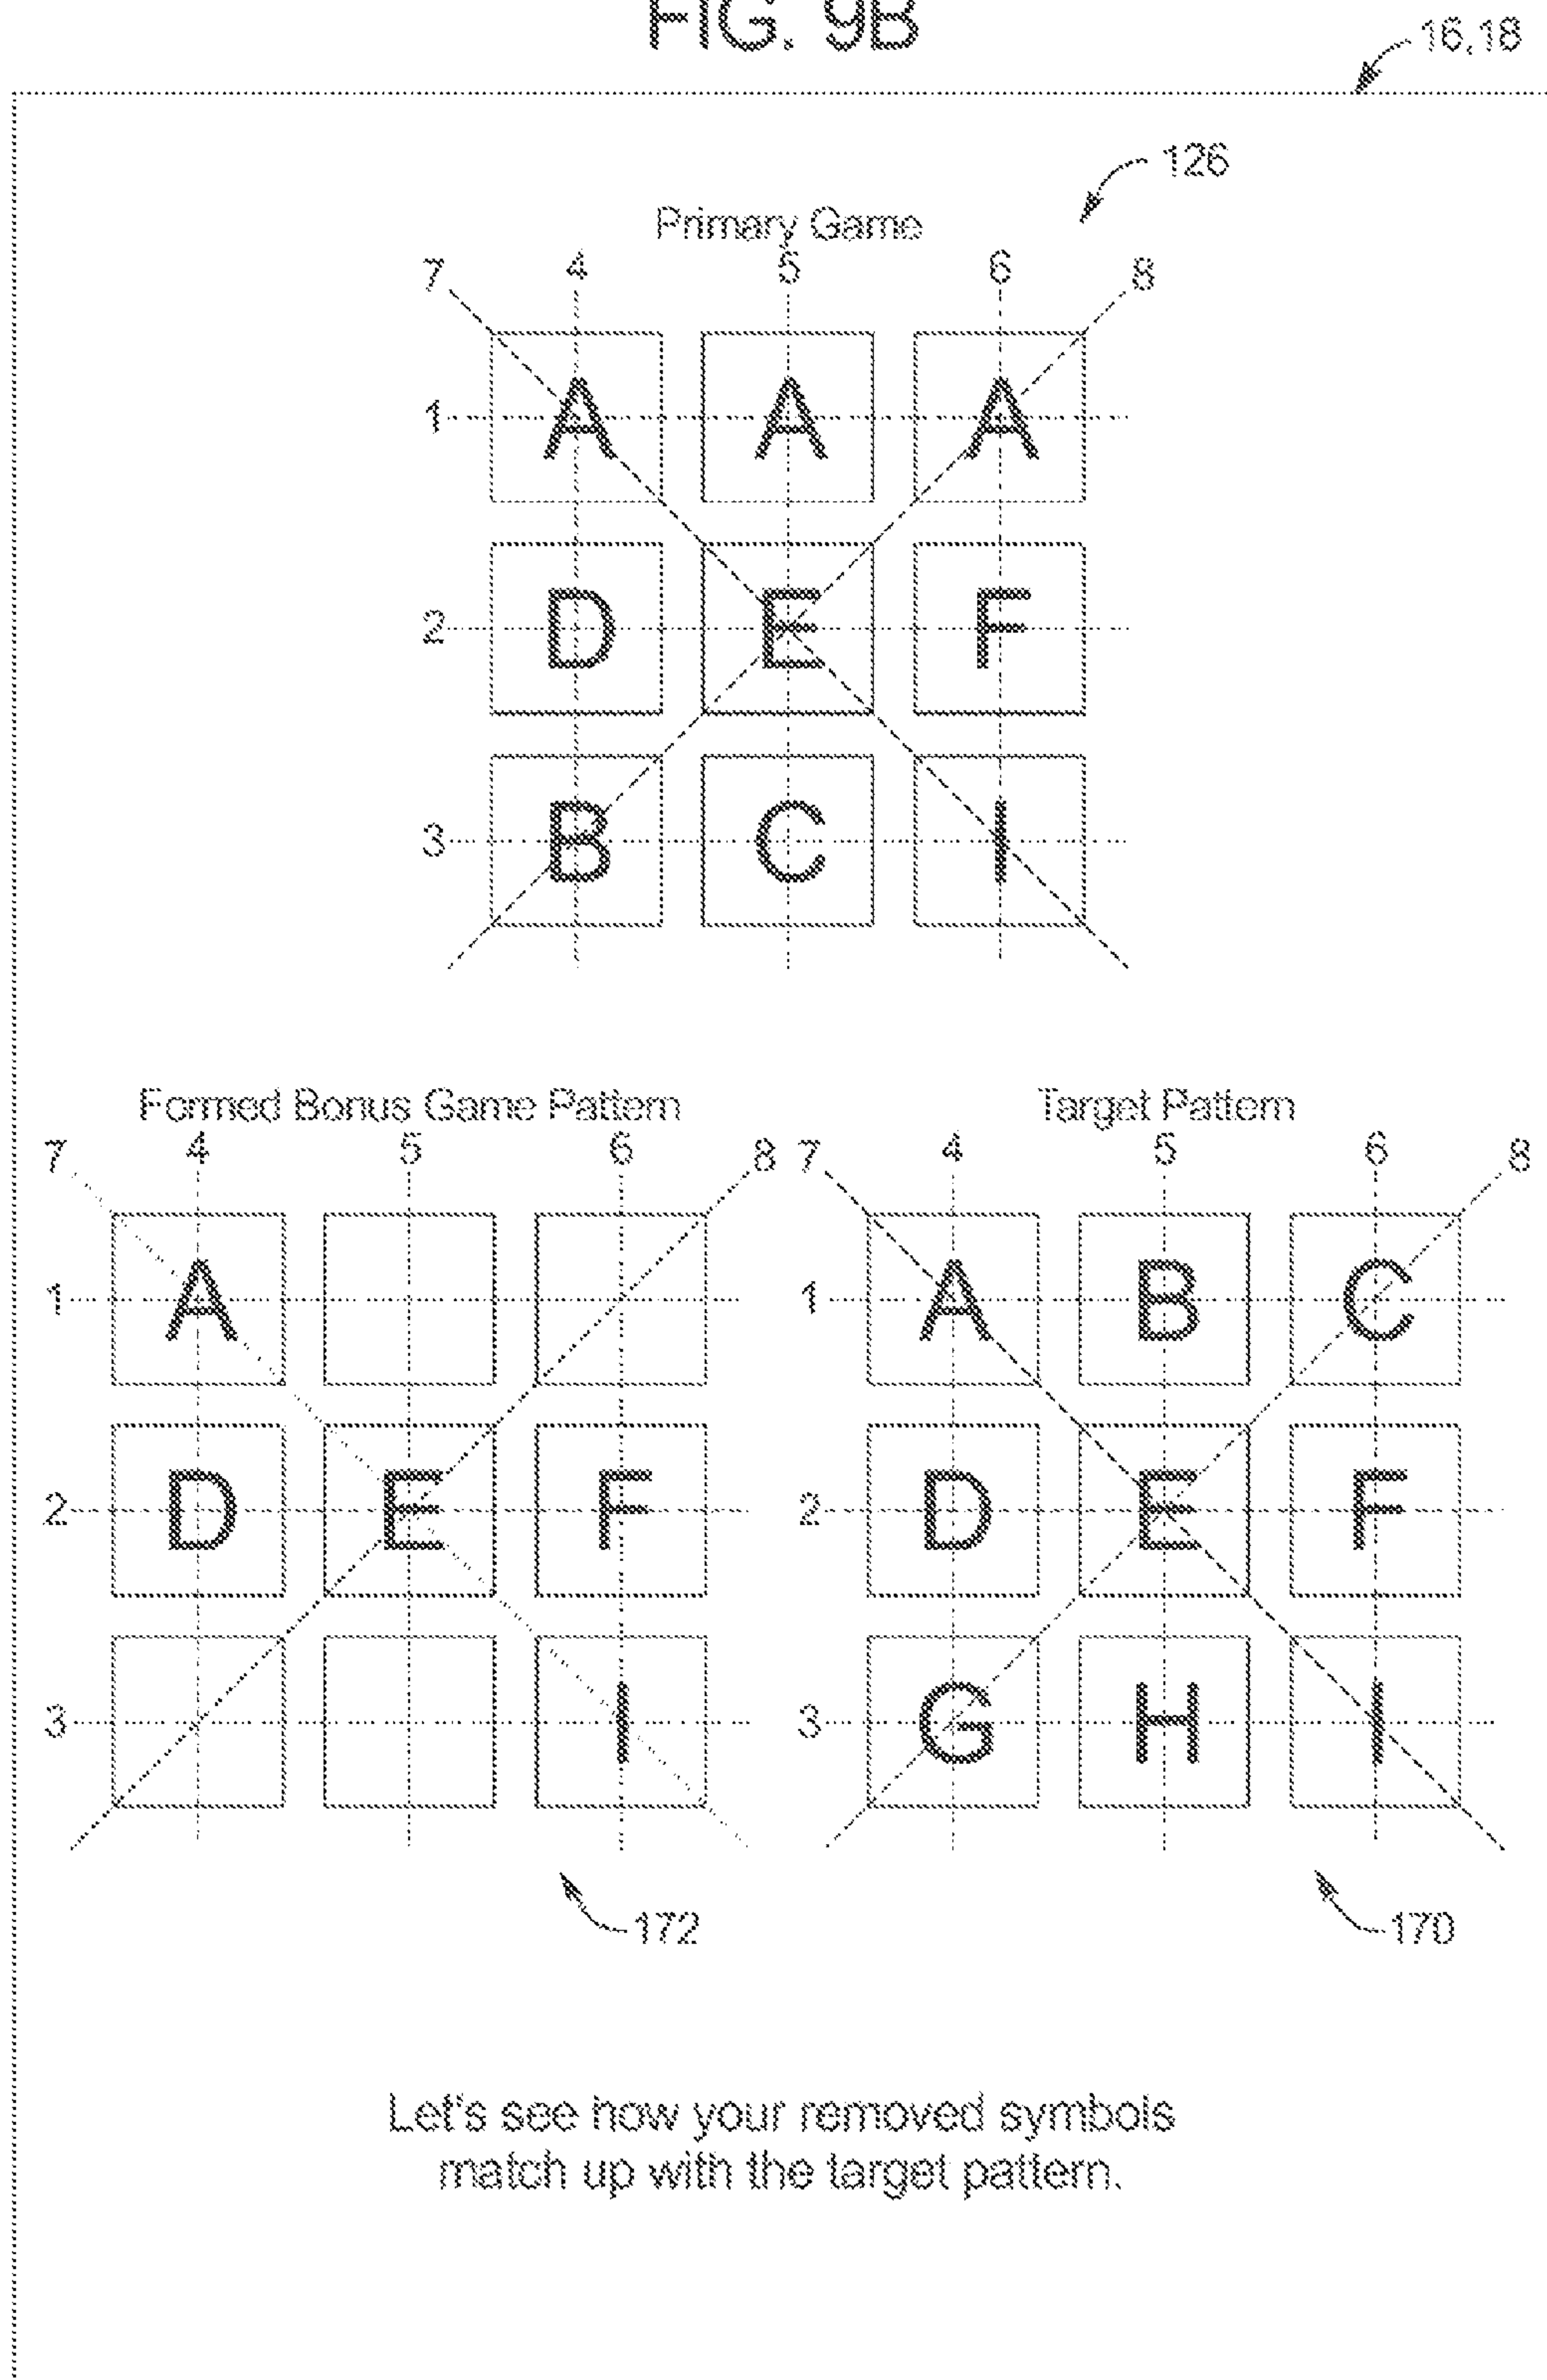 FIG. 9B
16,18
126
Primary Game
7 4 5 6 8
1 A A A
2 D E F
3 B C I
Formed Bonus Game Pattern
7 4 5 6 8
1 A
2 D E F
3 I
172
Target Pattern
7 4 5 6 8
1 A B C
2 D E F
3 G H I
170
Let's see how your removed symbols
match up with the target pattern.